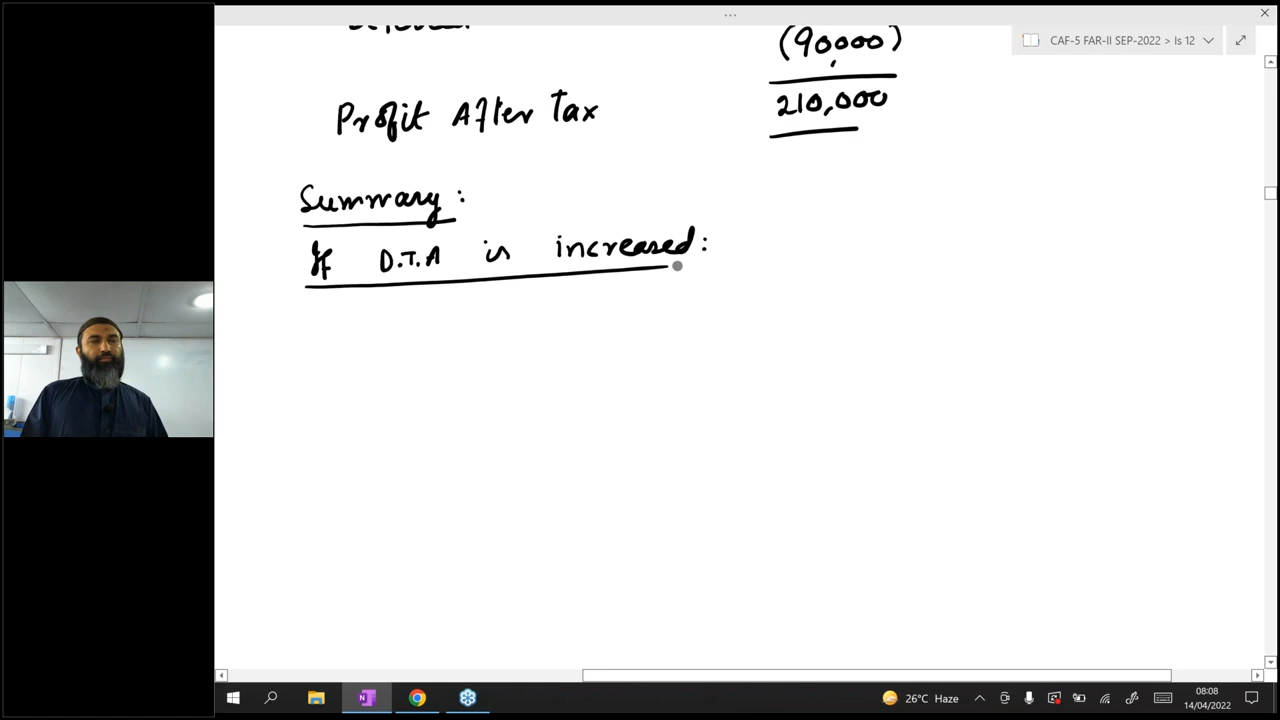 CAF-5 FAR-II SEP-2022 > Is 12
(90,000)
Profit After Tax 210,000
Summary:
If D.T.A is increased:
26°C Haze
08:08
14/04/2022